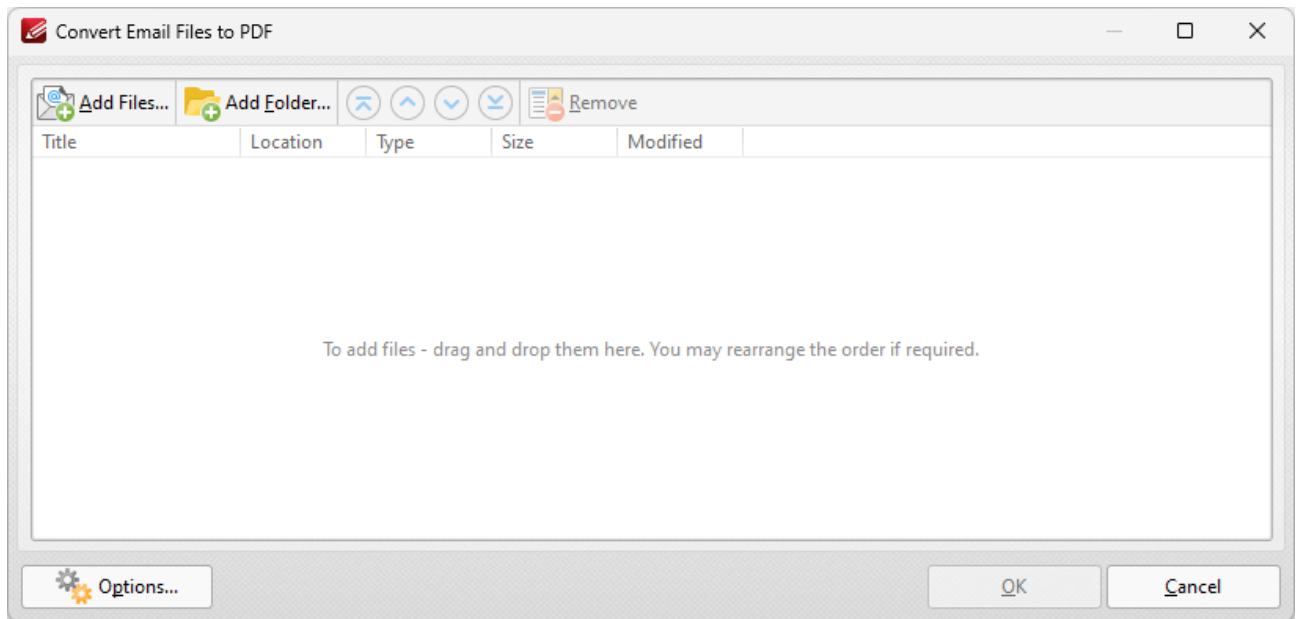 Convert Email Files to PDF
Add Files... Add Folder... Remove
Title Location Type Size Modified
To add files - drag and drop them here. You may rearrange the order if required.
Options... OK Cancel